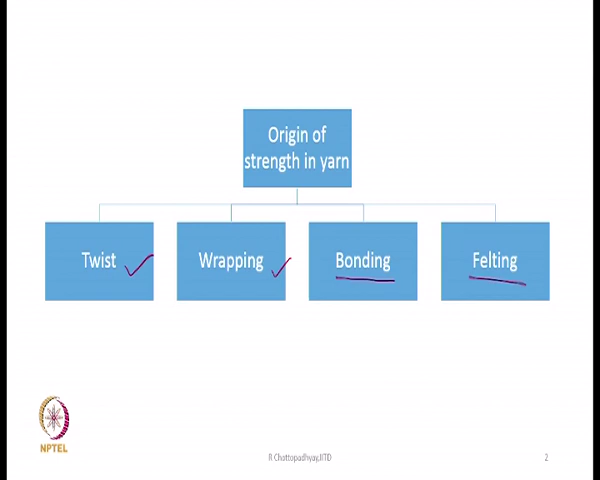 Origin of
strength in yarn
Twist
Wrapping
Bonding
Felting
NPTEL
R Chattopadhyay,IITD
2